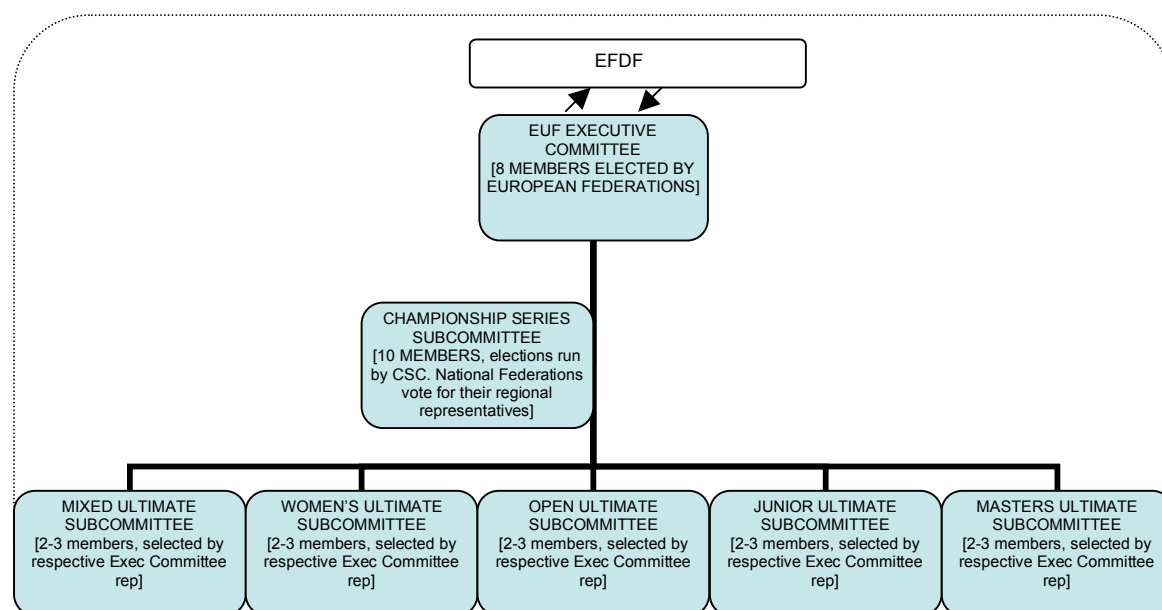 EFDF
EUF EXECUTIVE
COMMITTEE
[8 MEMBERS ELECTED BY
EUROPEAN FEDERATIONS]
CHAMPIONSHIP SERIES
SUBCOMMITTEE
[10 MEMBERS, elections run
by CSC. National Federations
vote for their regional
representatives]
MIXED ULTIMATE
SUBCOMMITTEE
[2-3 members, selected by
respective Exec Committee
rep]
WOMEN'S ULTIMATE
SUBCOMMITTEE
[2-3 members, selected by
respective Exec Committee
rep]
OPEN ULTIMATE
SUBCOMMITTEE
[2-3 members, selected by
respective Exec Committee
rep]
JUNIOR ULTIMATE
SUBCOMMITTEE
[2-3 members, selected by
respective Exec Committee
rep]
MASTERS ULTIMATE
SUBCOMMITTEE
[2-3 members, selected by
respective Exec Committee
rep]